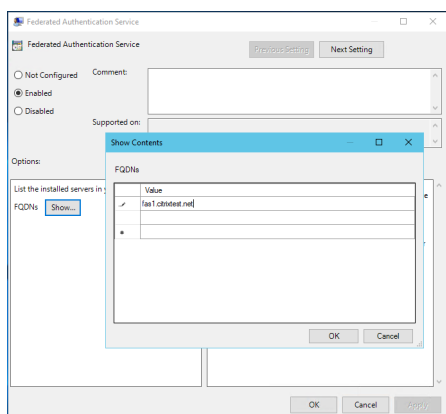 Federated Authentication Service
Federated Authentication Service
Previous Setting
Next Setting
Not Configured
Comment:
Enabled
Disabled
Supported on:
Options:
List the installed servers in
FQDNs
Show...
Show Contents
FQDNs
Value
fas1.citrixtest.net
OK
Cancel
OK
Cancel
Apply